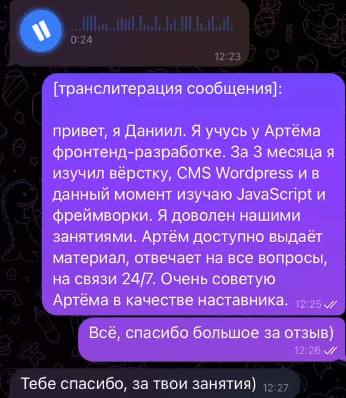 0:24
12:23
[транслитерация сообщения]:
привет, я Даниил. Я учусь у Артёма
фронтенд-разработке. За 3 месяца я
изучил вёрстку, CMS Wordpress и в
данный момент изучаю JavaScript и
фреймворки. Я доволен нашими
занятиями. Артём доступно выдаёт
материал, отвечает на все вопросы,
на связи 24/7. Очень советую
Артёма в качестве наставника. 12:25
Всё, спасибо большое за отзыв)
12:26
Тебе спасибо, за твои занятия) 12:27